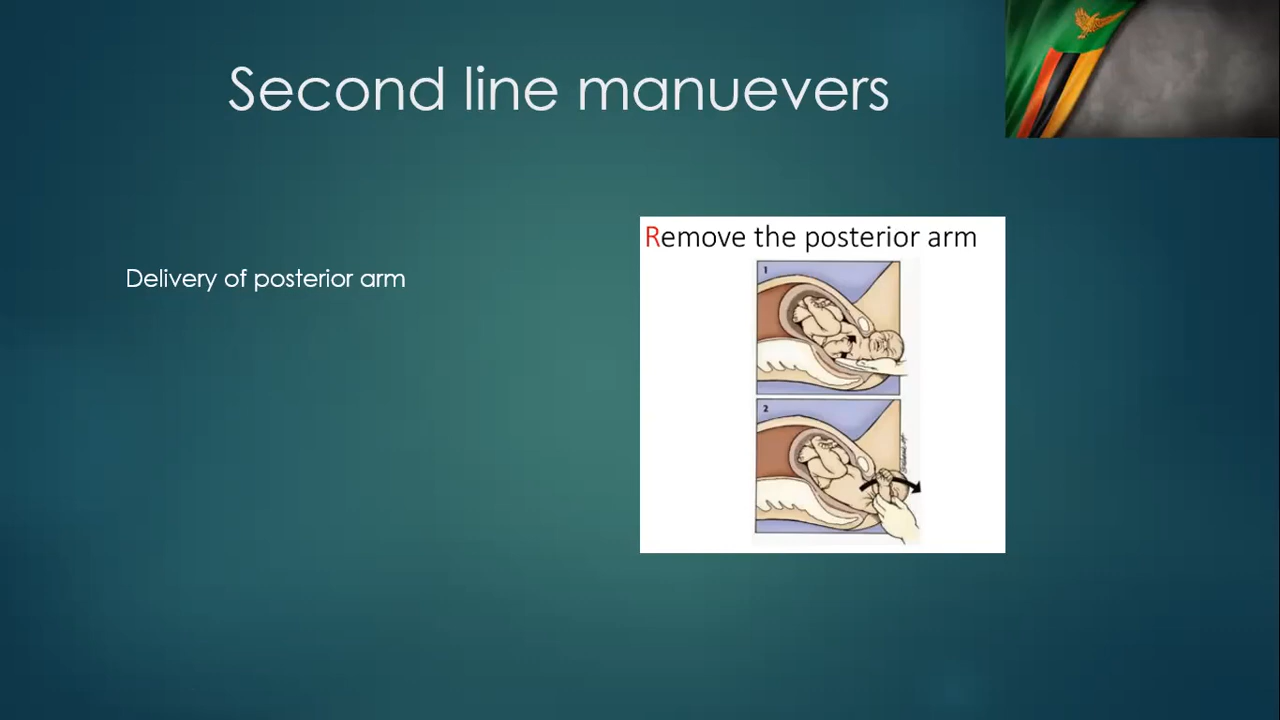 Second line manuevers
Delivery of posterior arm
Remove the posterior arm
1
2